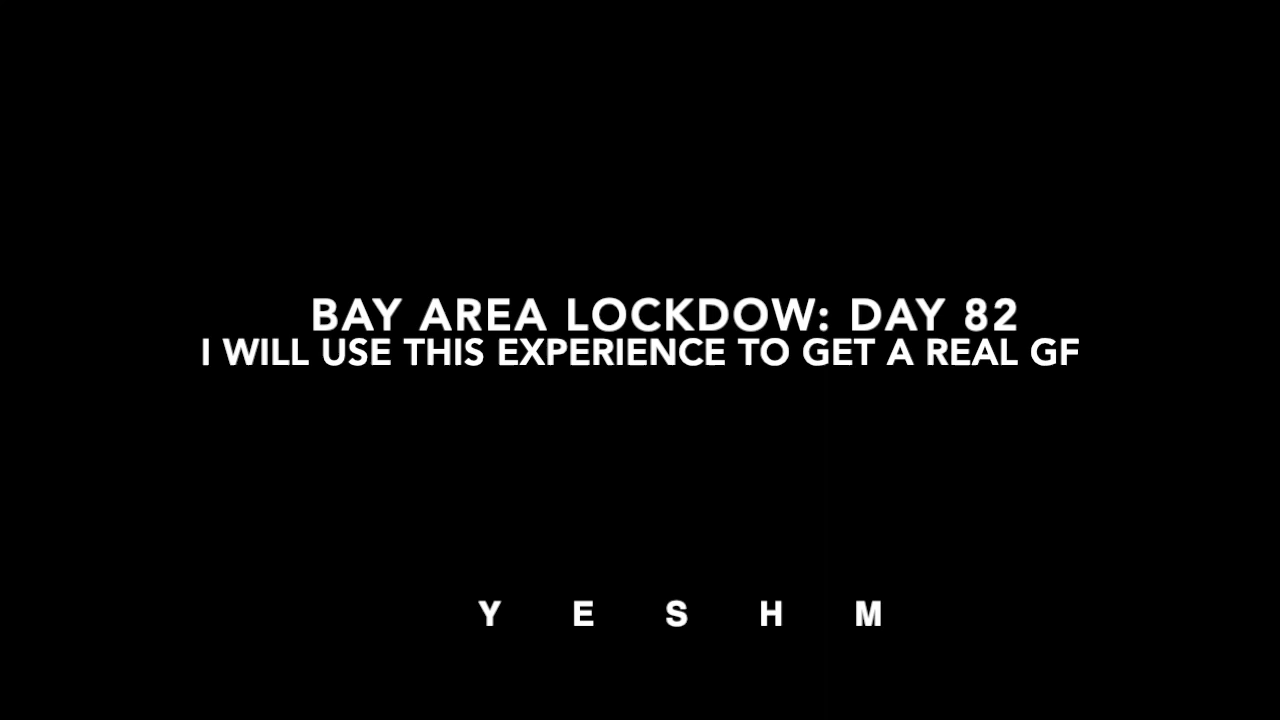 BAY AREA LOCKDOW: DAY 82
I WILL USE THIS EXPERIENCE TO GET A REAL GF
Y E S H M